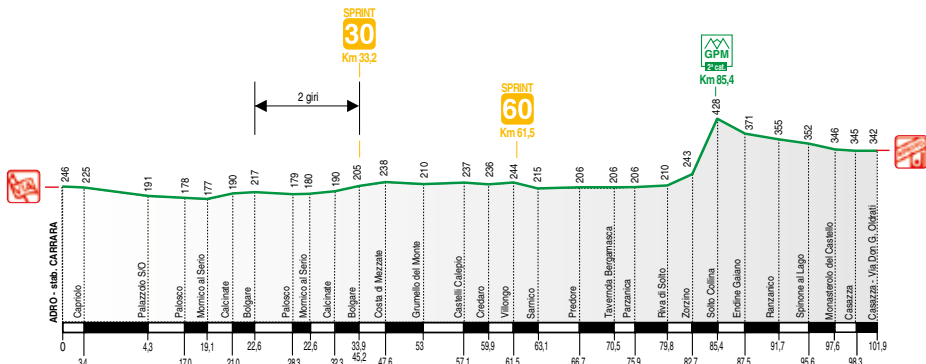 SPRINT
30
Km 33,2
2 giri
SPRINT
60
Km 61,5
GPM
2ª cat.
Km 85,4
246
225
191
178
177
190
217
179
180
190
205
238
210
237
236
244
215
206
206
206
210
243
428
371
355
352
346
345
342
ADRO - stab. CARRARA
Capriolo
Palazzolo S/O
Palosco
Mornico al Serio
Calcinate
Bolgare
Palosco
Mornico al Serio
Calcinate
Bolgare
Costa di Mezzate
Grumello del Monte
Castelli Calepio
Credaro
Villongo
Sarnico
Predore
Tavernola Bergamasca
Parzanica
Riva di Solto
Zorzino
Solto Collina
Endine Gaiano
Ranzanico
Spinone al Lago
Monasterolo del Castello
Casazza
Casazza - Via Don G. Oldrati
0
4,3
19,1
22,6
22,6
33,9
45,2
53
59,9
63,1
70,5
79,8
85,4
91,7
97,6
101,9
3,4
17,0
21,0
28,3
32,3
47,6
57,1
61,5
66,7
75,9
82,7
87,5
95,6
98,3